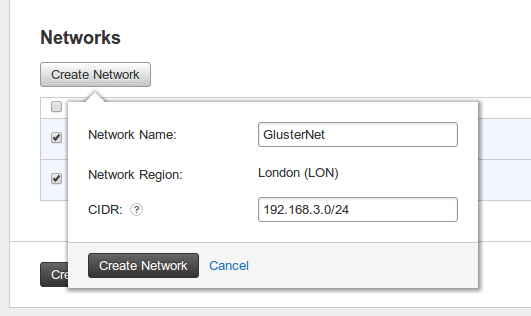 Networks
Create Network
Network Name: GlusterNet
Network Region: London (LON)
CIDR: ? 192.168.3.0/24
Create Network Cancel